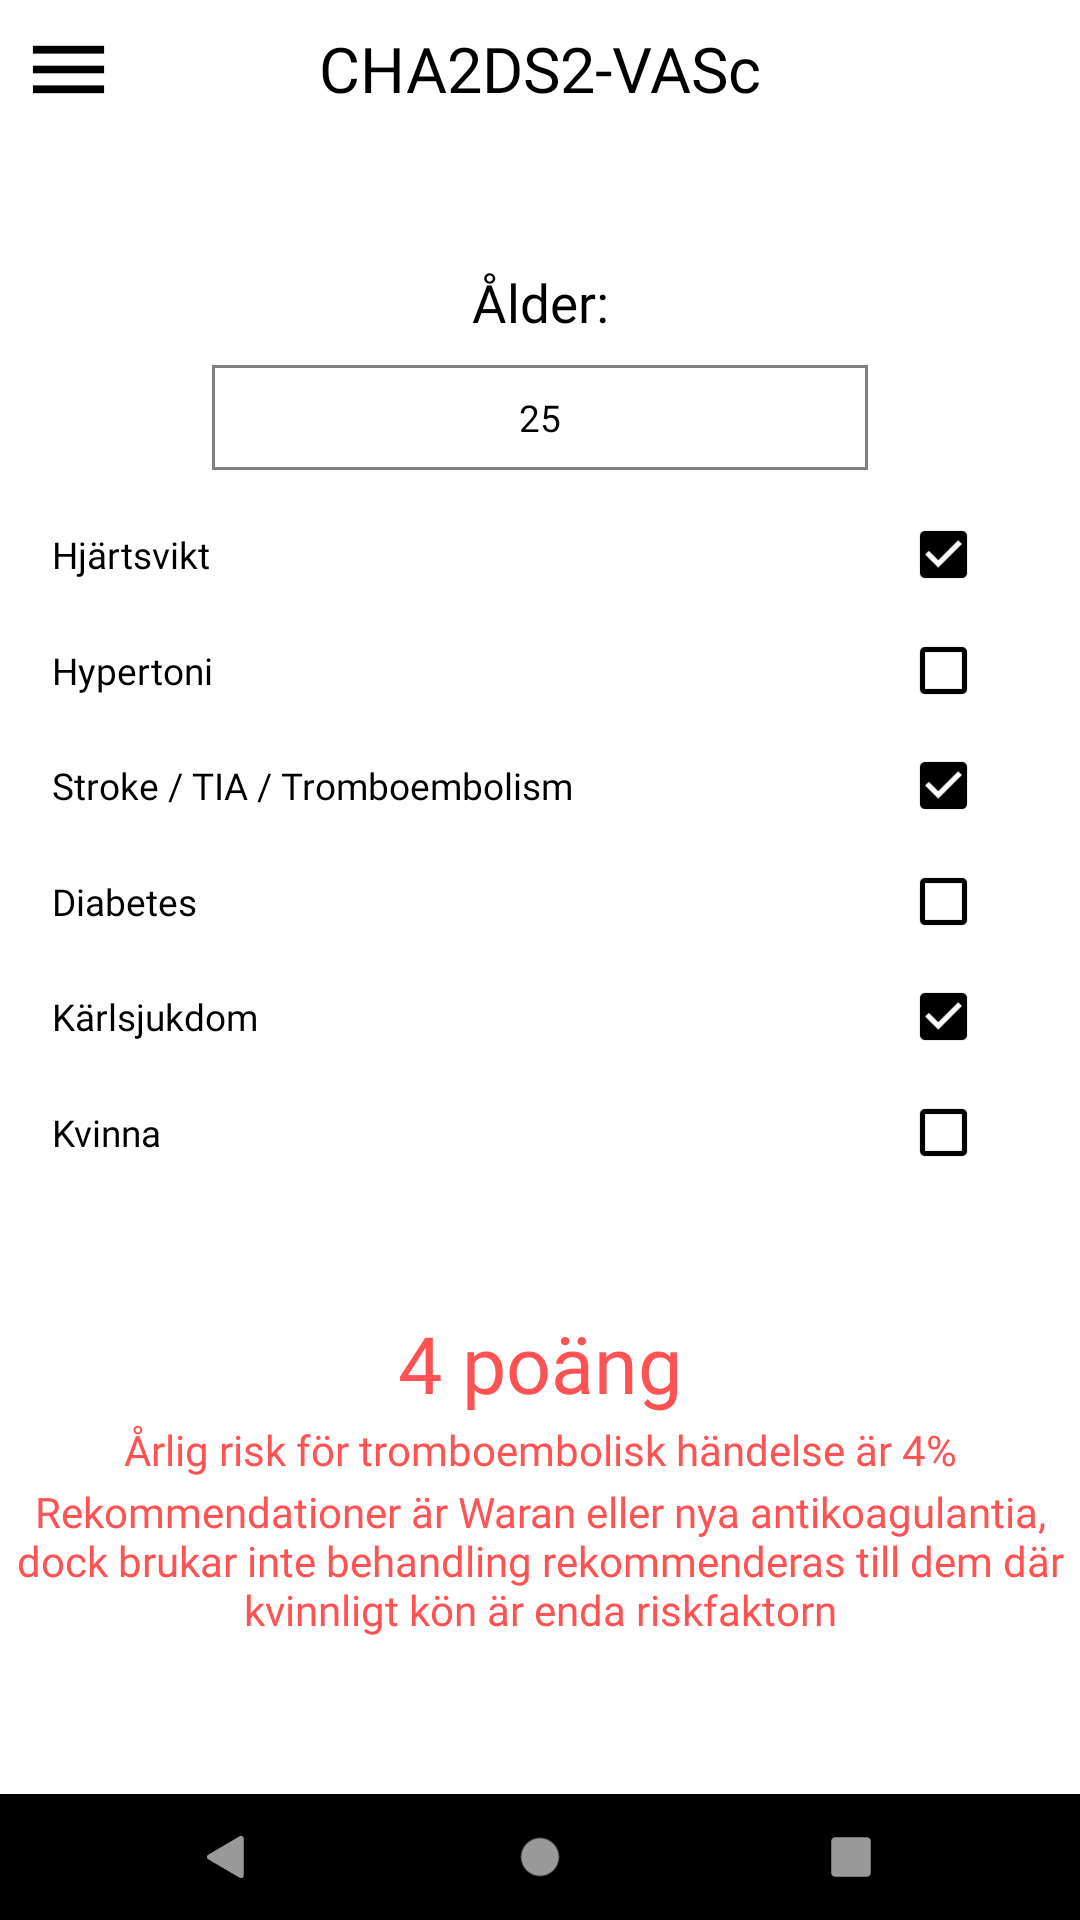 CHA2DS2-VASc
Ålder:
25
Hjärtsvikt
Hypertoni
Stroke / TIA / Tromboembolism
Diabetes
Kärlsjukdom
Kvinna
4 poäng
Årlig risk för tromboembolisk händelse är 4%
Rekommendationer är Waran eller nya antikoagulantia,
dock brukar inte behandling rekommenderas till dem där
kvinnligt kön är enda riskfaktorn